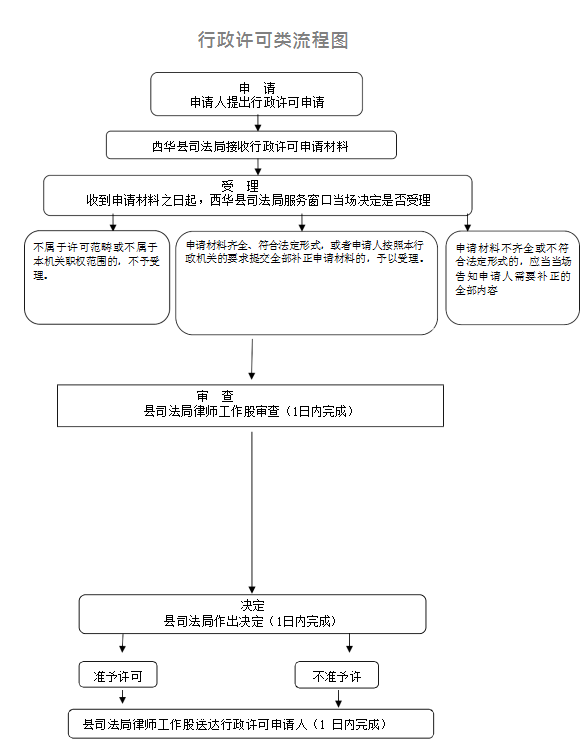 行政许可类流程图
申 请
申请人提出行政许可申请
西华县司法局接收行政许可申请材料
受 理
收到申请材料之日起，西华县司法局服务窗口当场决定是否受理
不属于许可范畴或不属于
本机关职权范围的，不予受
理。
申请材料齐全、符合法定形式，或者申请人按照本行
政机关的要求提交全部补正申请材料的，予以受理。
申请材料不齐全或不符
合法定形式的，应当当场
告知申请人需要补正的
全部内容
审 查
县司法局律师工作股审查（1日内完成）
决定
县司法局作出决定（1日内完成）
准予许可
不准予许
县司法局律师工作股送达行政许可申请人（1 日内完成）